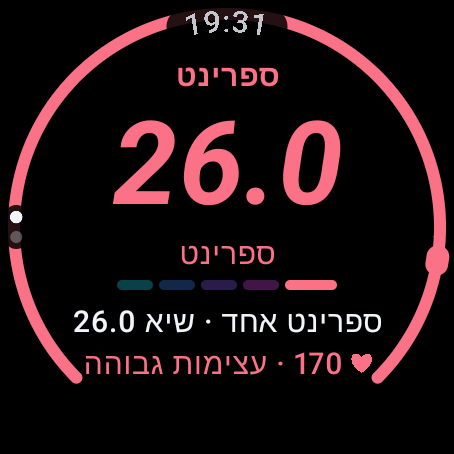 19:31
ספרינט
26.0
ספרינט
ספרינט אחד · שיא 26.0
170 · עצימות גבוהה